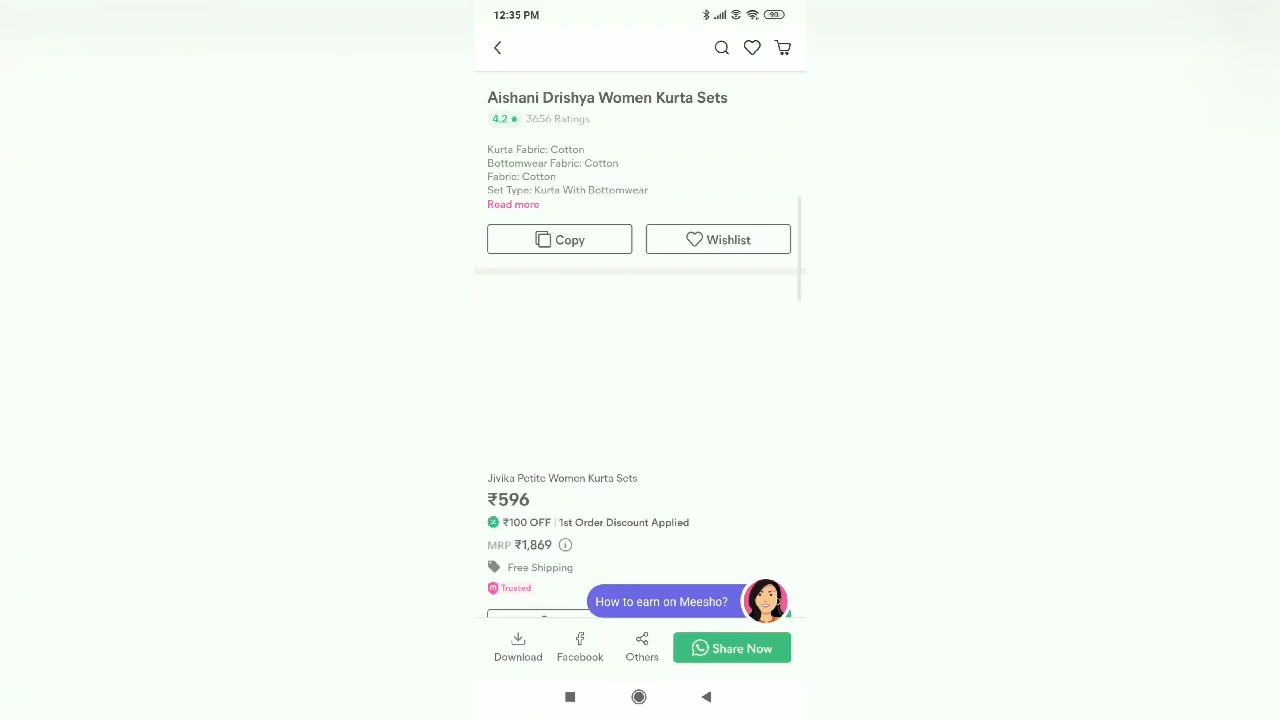 12:35 PM
90
Aishani Drishya Women Kurta Sets
4.2 ★ 3656 Ratings
Kurta Fabric: Cotton
Bottomwear Fabric: Cotton
Fabric: Cotton
Set Type: Kurta With Bottomwear
Read more
Copy
Wishlist
Jivika Petite Women Kurta Sets
₹596
₹100 OFF | 1st Order Discount Applied
MRP ₹1,869
Free Shipping
m Trusted
How to earn on Meesho?
Download
Facebook
Others
Share Now